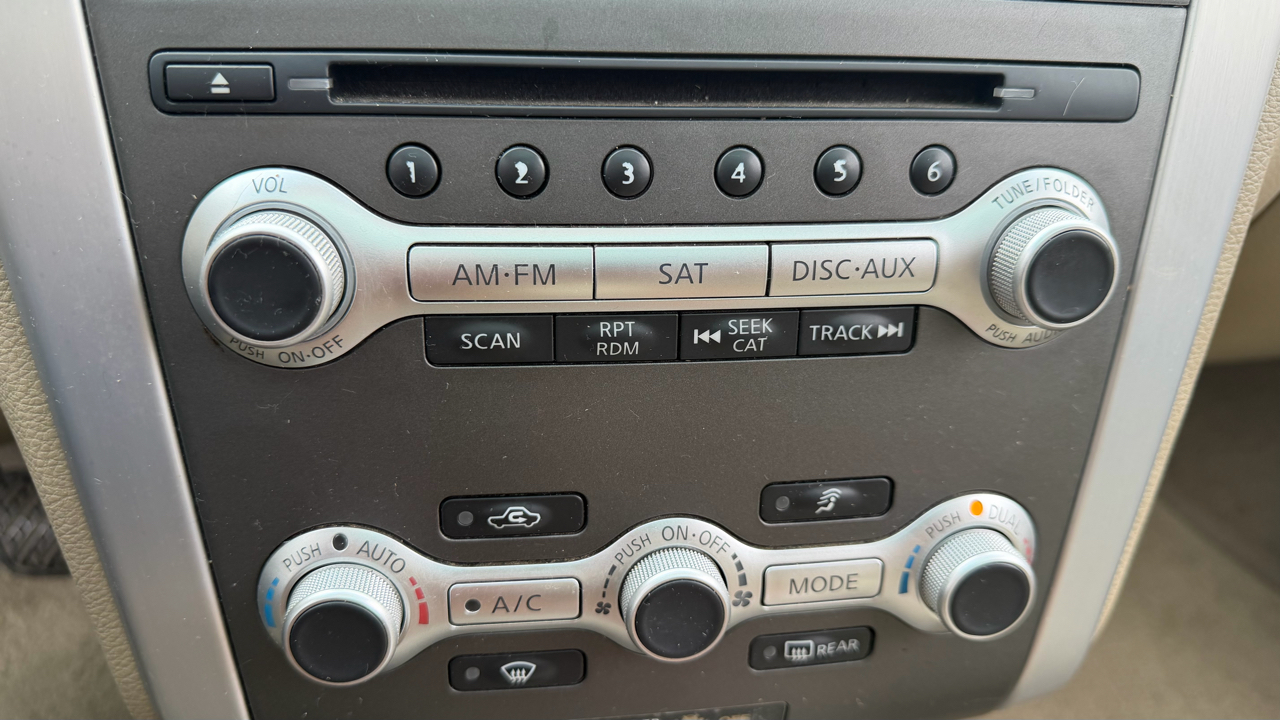 1 2 3 4 5 6
VOL
TUNE/FOLDER
AM·FM SAT DISC·AUX
PUSH ON·OFF
PUSH
SCAN
RPT
RDM
SEEK
CAT
TRACK
PUSH AUTO
PUSH ON·OFF
PUSH DUAL
A/C
MODE
REAR